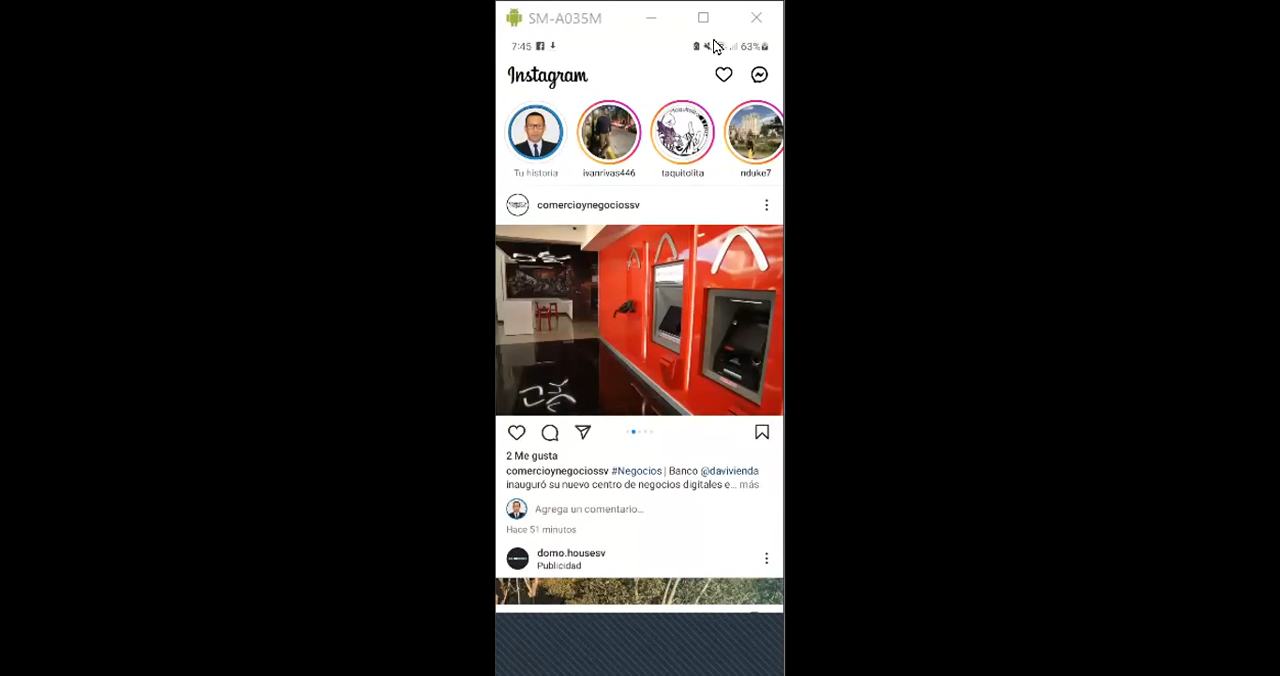 SM-A035M
7:45
63%
Instagram
Tu historia
ivanrivas446
taquitolita
nduke7
comercioynegociossv
2 Me gusta
comercioynegociossv #Negocios | Banco @davivienda
inauguró su nuevo centro de negocios digitales e... más
Agrega un comentario...
Hace 51 minutos
domo.housesv
Publicidad